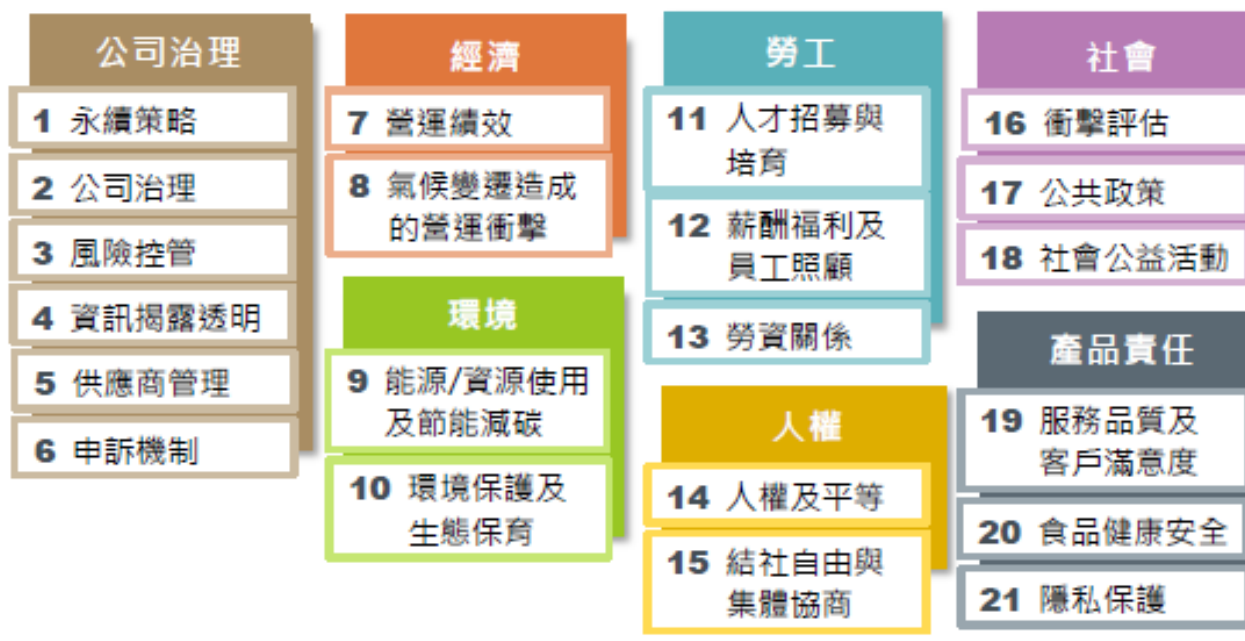 公司治理
1 永續策略
2 公司治理
3 風險控管
4 資訊揭露透明
5 供應商管理
6 申訴機制
經濟
7 營運績效
8 氣候變遷造成
的營運衝擊
環境
9 能源/資源使用
及節能減碳
10 環境保護及
生態保育
勞工
11 人才招募與
培育
12 薪酬福利及
員工照顧
13 勞資關係
人權
14 人權及平等
15 結社自由與
集體協商
社會
16 衝擊評估
17 公共政策
18 社會公益活動
產品責任
19 服務品質及
客戶滿意度
20 食品健康安全
21 隱私保護